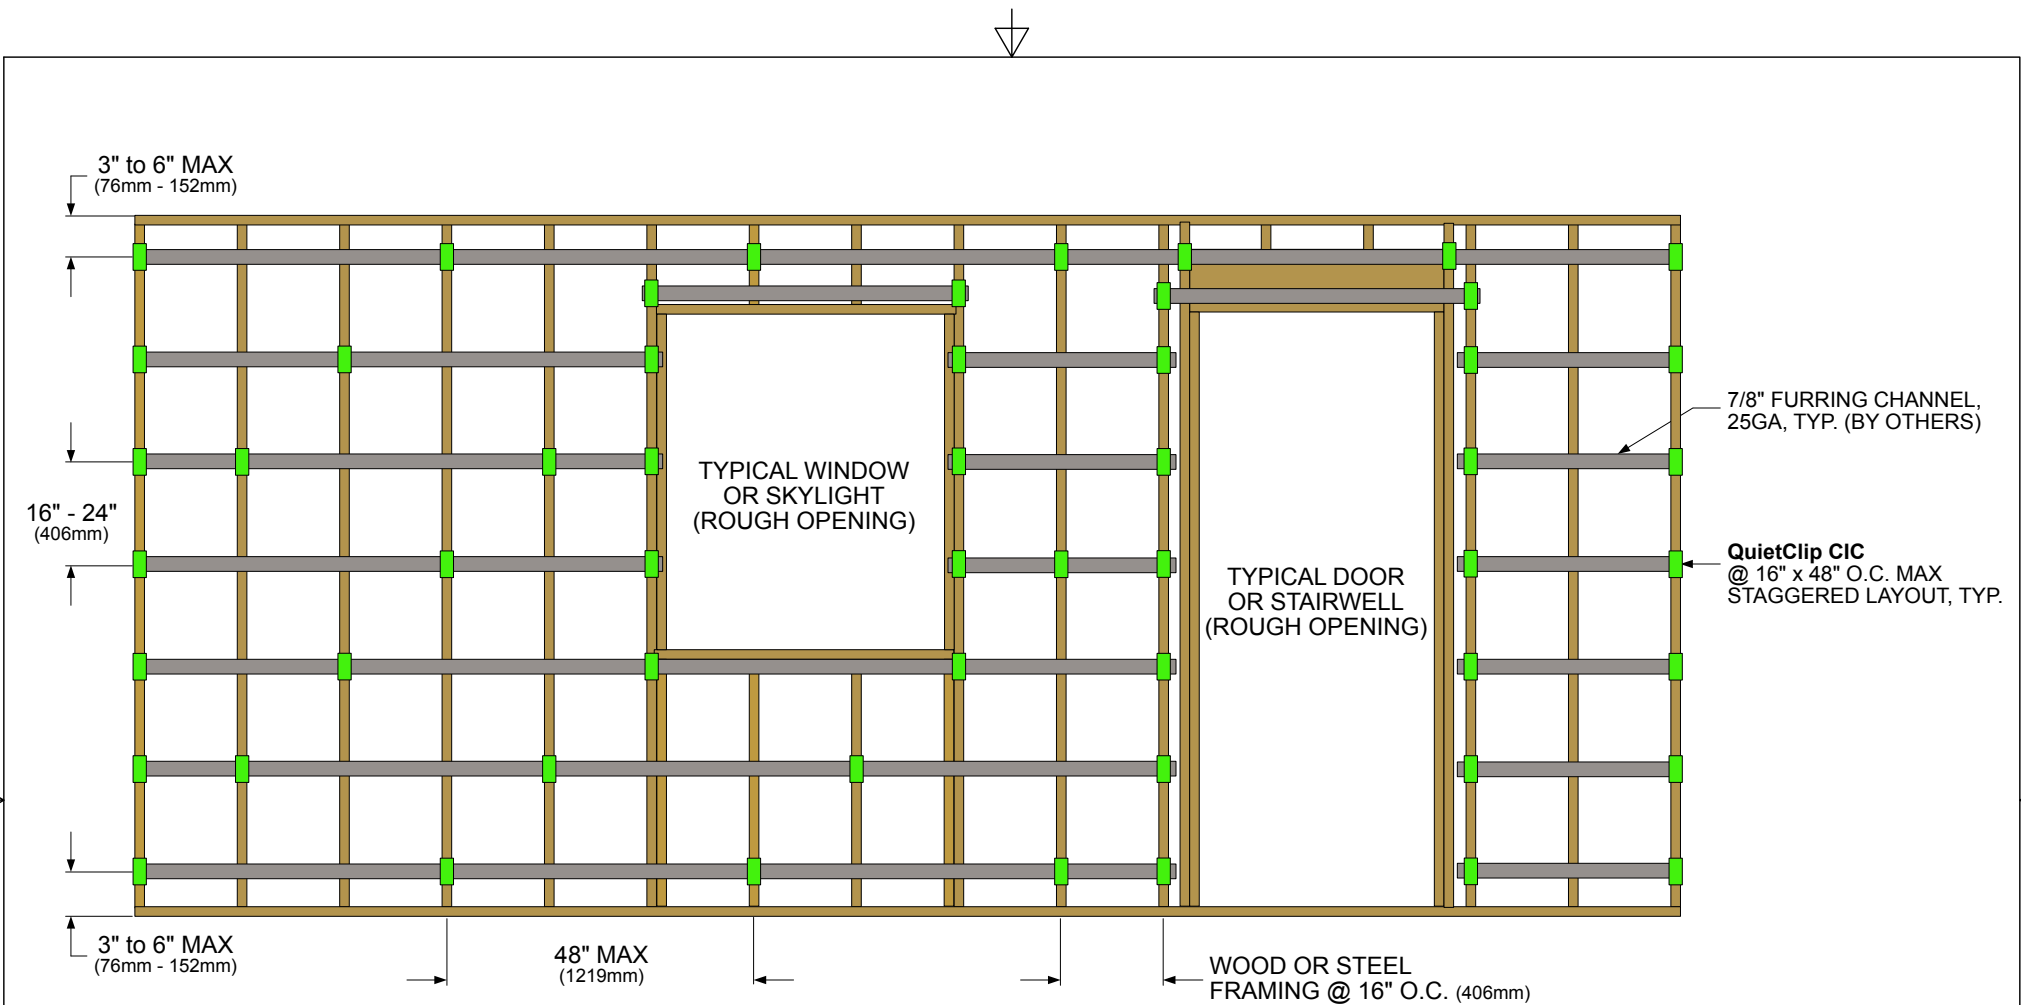 3" to 6" MAX
(76mm - 152mm)
7/8" FURRING CHANNEL,
25GA, TYP. (BY OTHERS)
TYPICAL WINDOW
OR SKYLIGHT
(ROUGH OPENING)
16" - 24"
(406mm)
QuietClip CIC
@ 16" x 48" O.C. MAX
STAGGERED LAYOUT, TYP.
TYPICAL DOOR
OR STAIRWELL
(ROUGH OPENING)
3" to 6" MAX
(76mm - 152mm)
48" MAX
(1219mm)
WOOD OR STEEL
FRAMING @ 16" O.C. (406mm)